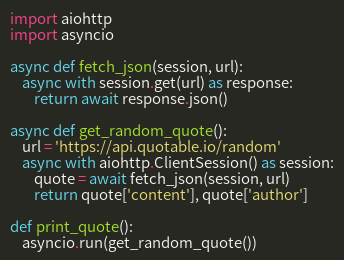 import aiohttp
import asyncio

async def fetch_json(session, url):
    async with session.get(url) as response:
        return await response.json()

async def get_random_quote():
    url = 'https://api.quotable.io/random'
    async with aiohttp.ClientSession() as session:
        quote = await fetch_json(session, url)
        return quote['content'], quote['author']

def print_quote():
    asyncio.run(get_random_quote())